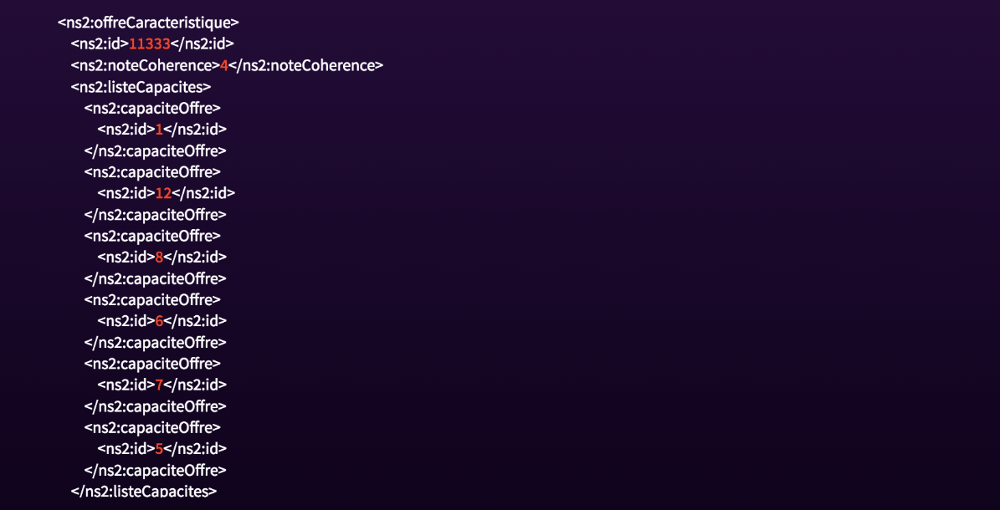 <ns2:offreCaracteristique>
<ns2:id>11333</ns2:id>
<ns2:noteCoherence>4</ns2:noteCoherence>
<ns2:listeCapacites>
<ns2:capaciteOffre>
<ns2:id>1</ns2:id>
</ns2:capaciteOffre>
<ns2:capaciteOffre>
<ns2:id>12</ns2:id>
</ns2:capaciteOffre>
<ns2:capaciteOffre>
<ns2:id>8</ns2:id>
</ns2:capaciteOffre>
<ns2:capaciteOffre>
<ns2:id>6</ns2:id>
</ns2:capaciteOffre>
<ns2:capaciteOffre>
<ns2:id>7</ns2:id>
</ns2:capaciteOffre>
<ns2:capaciteOffre>
<ns2:id>5</ns2:id>
</ns2:capaciteOffre>
</ns2:listeCapacites>